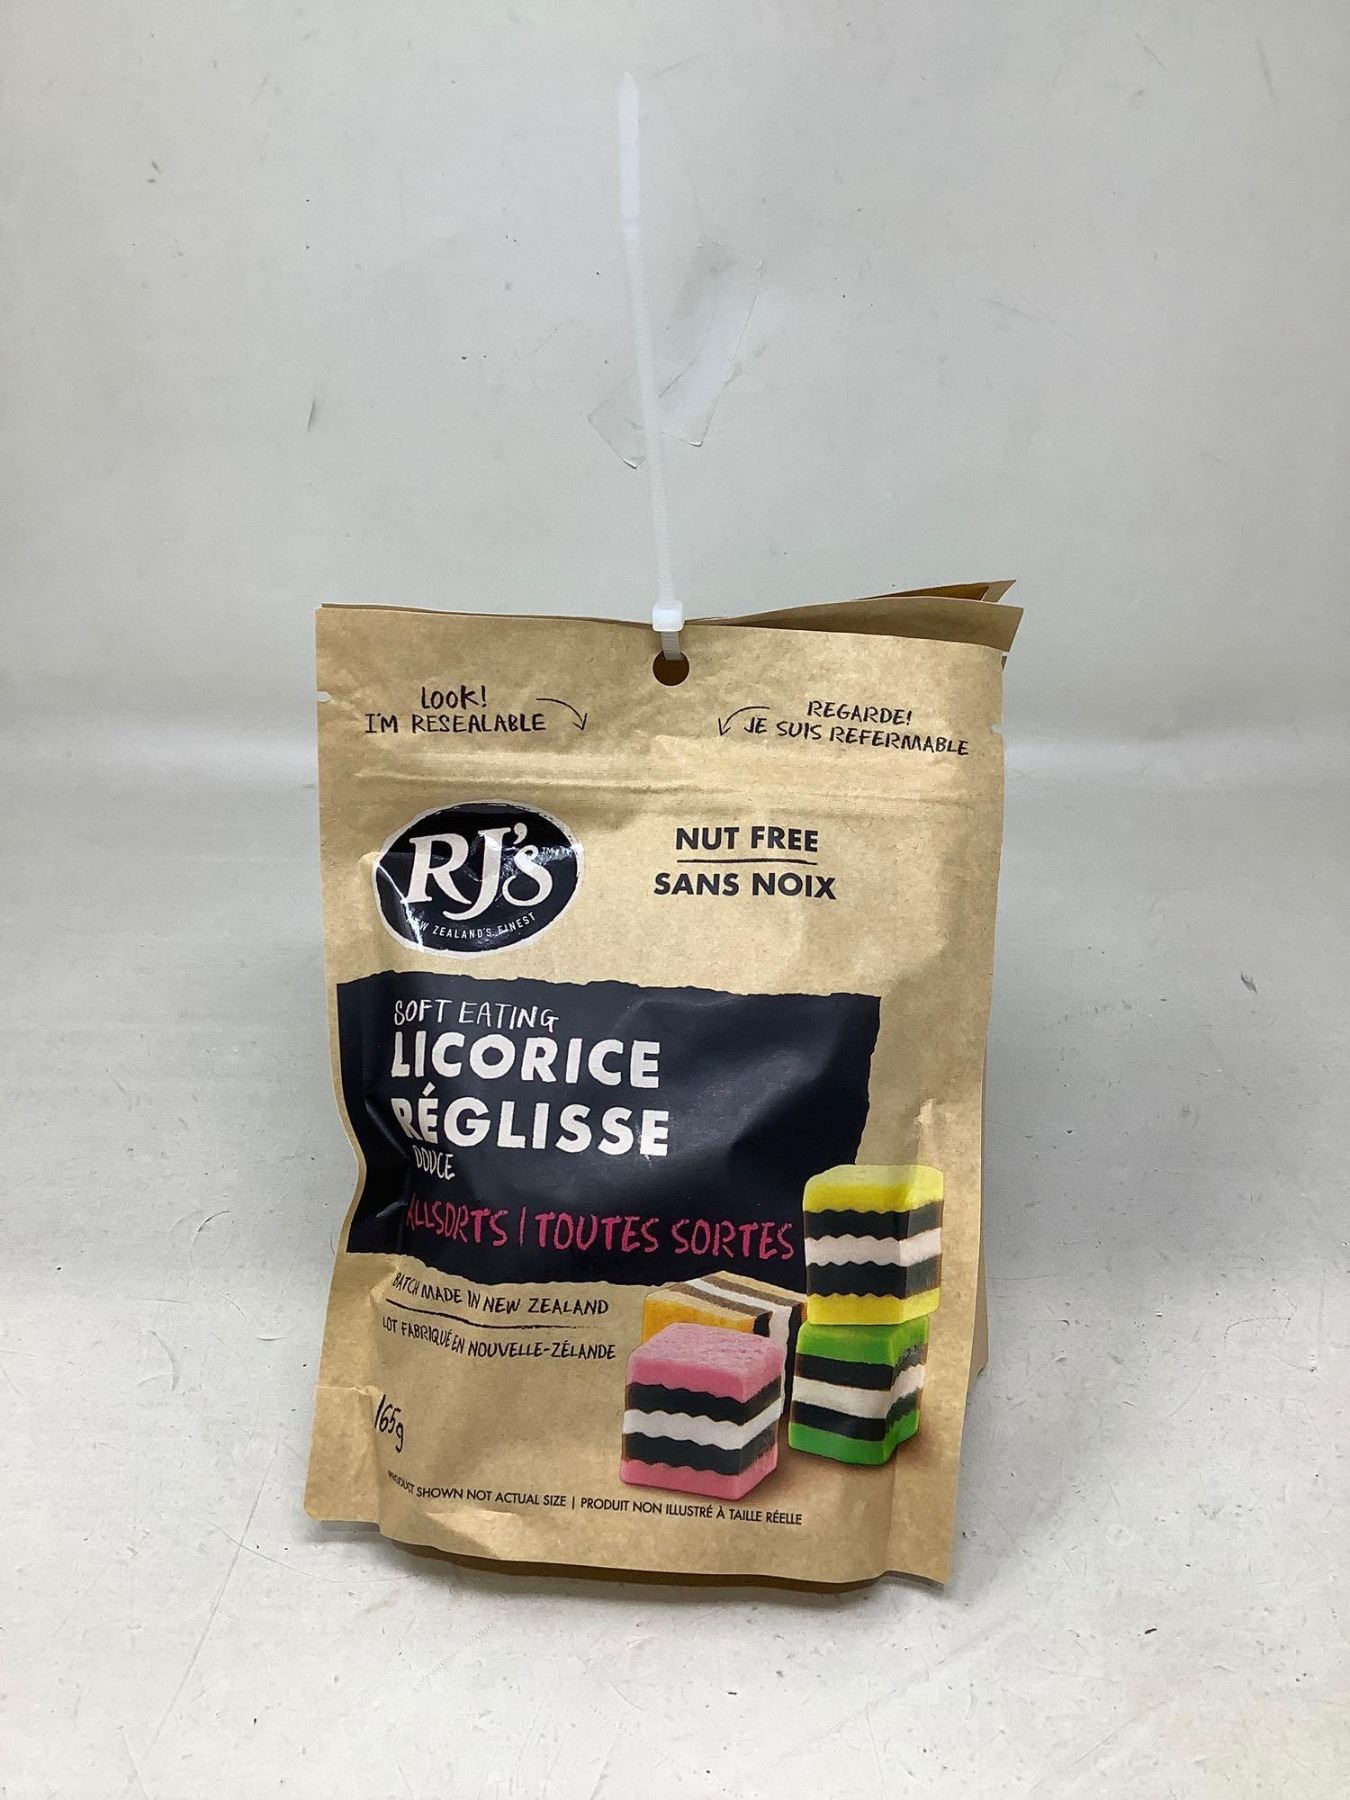 LOOK!
I'M RESEALABLE
REGARDE!
JE SUIS REFERMABLE
RJ's TM
NEW ZEALAND'S FINEST
NUT FREE
SANS NOIX
SOFT EATING
LICORICE
RÉGLISSE
DOUCE
ALLSORTS | TOUTES SORTES
BATCH MADE IN NEW ZEALAND
LOT FABRIQUÉ EN NOUVELLE-ZÉLANDE
165g
PRODUCT SHOWN NOT ACTUAL SIZE | PRODUIT NON ILLUSTRÉ À TAILLE RÉELLE